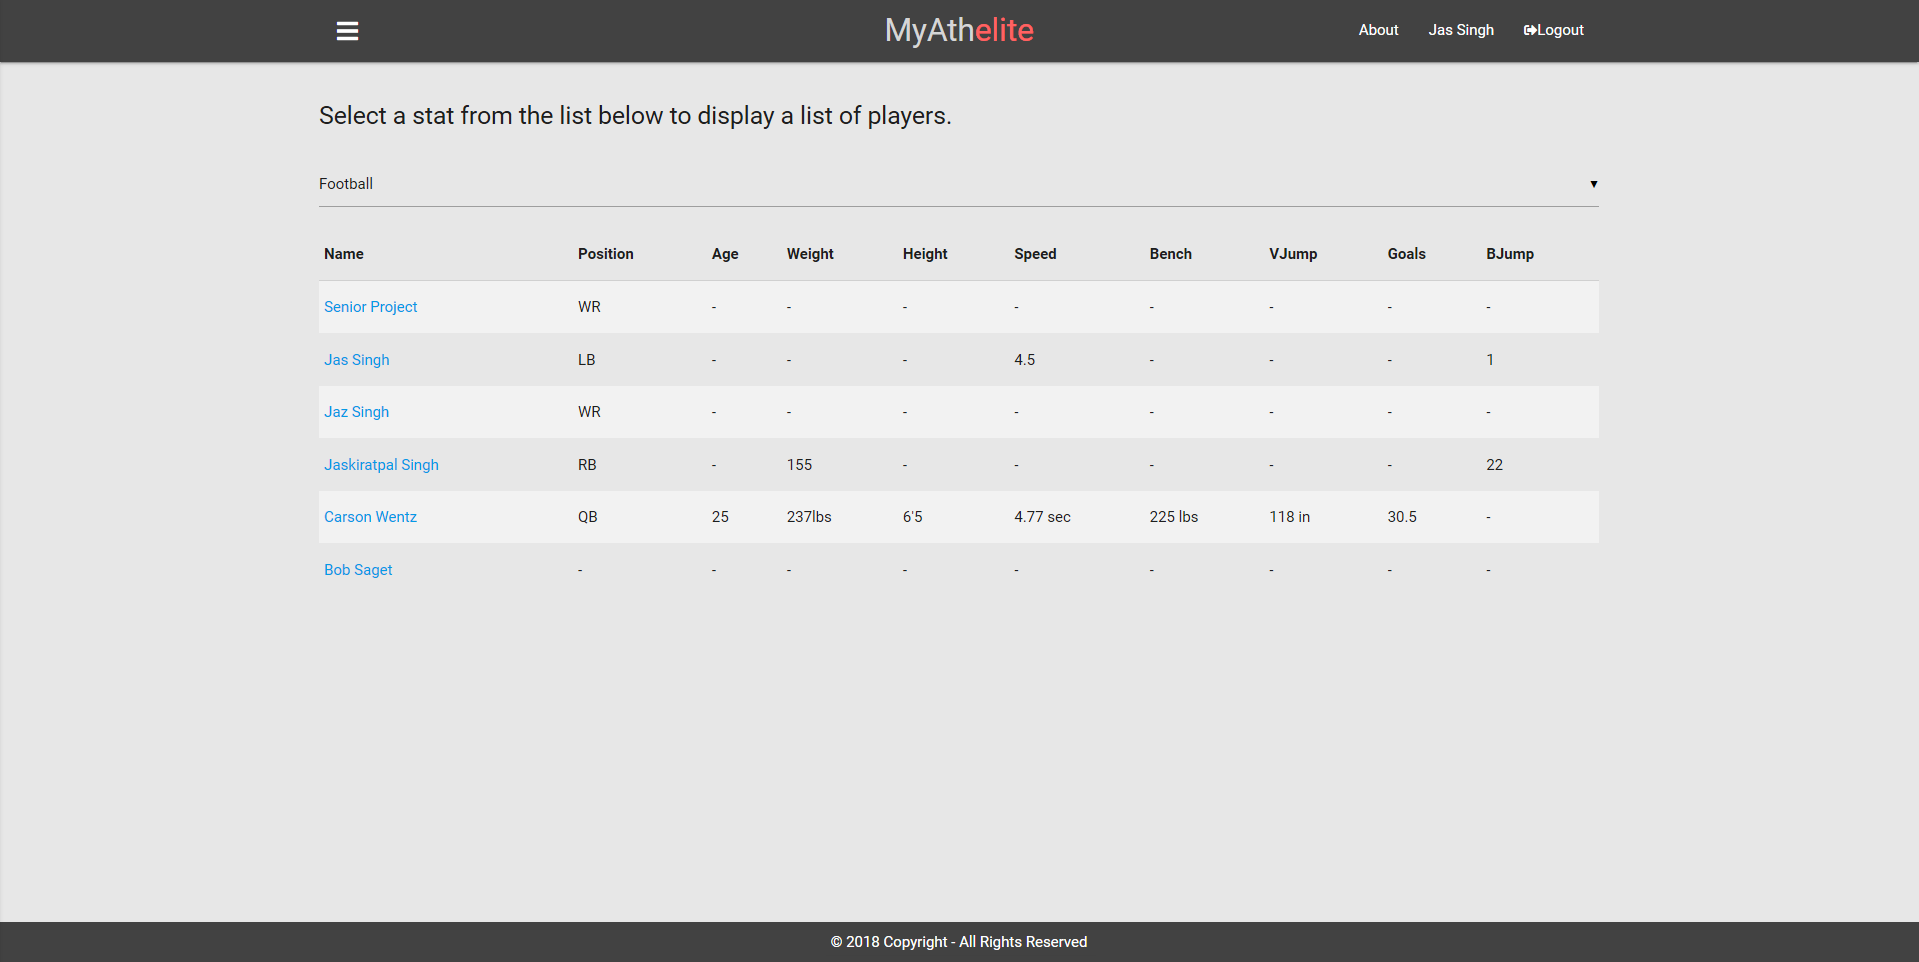 MyAthelite About Jas Singh Logout
Select a stat from the list below to display a list of players.
Football ▼
Name Position Age Weight Height Speed Bench VJump Goals BJump
Senior Project WR - - - - - - - -
Jas Singh LB - - - 4.5 - - - 1
Jaz Singh WR - - - - - - - -
Jaskiratpal Singh RB - 155 - - - - - 22
Carson Wentz QB 25 237lbs 6'5 4.77 sec 225 lbs 118 in 30.5 -
Bob Saget - - - - - - - - -
© 2018 Copyright - All Rights Reserved